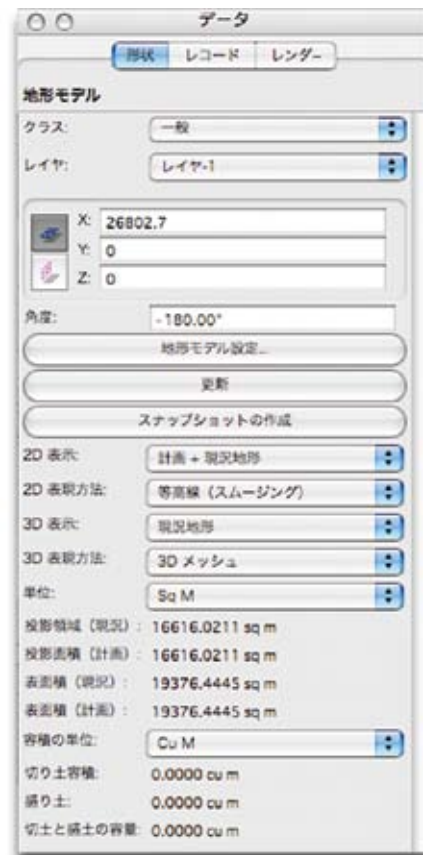 データ
形状 レコード レンダー
地形モデル
クラス: 一般
レイヤ: レイヤ-1
X: 26802.7
Y: 0
Z: 0
角度: -180.00°
地形モデル設定...
更新
スナップショットの作成
2D 表示: 計画 + 現況地形
2D 表現方法: 等高線（スムージング）
3D 表示: 現況地形
3D 表現方法: 3D メッシュ
単位: Sq M
投影領域（現況）: 16616.0211 sq m
投影面積（計画）: 16616.0211 sq m
表面積（現況）: 19376.4445 sq m
表面積（計画）: 19376.4445 sq m
容積の単位: Cu M
切り土容積: 0.0000 cu m
盛り土: 0.0000 cu m
切土と盛土の容量: 0.0000 cu m